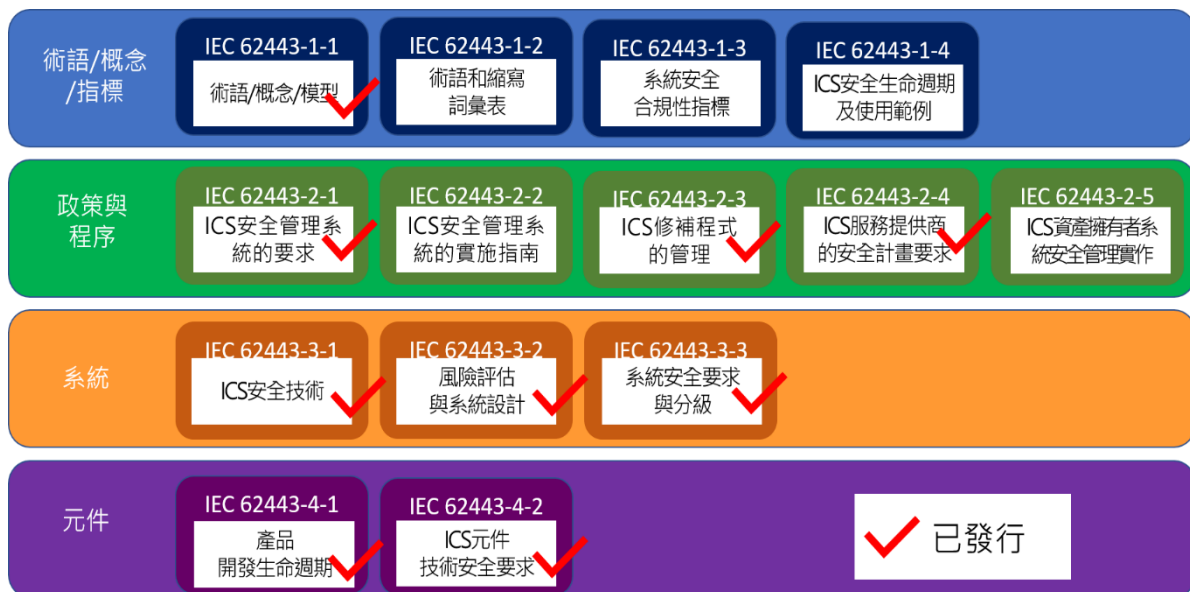 術語/概念
/指標
IEC 62443-1-1
術語/概念/模型
IEC 62443-1-2
術語和縮寫
詞彙表
IEC 62443-1-3
系統安全
合規性指標
IEC 62443-1-4
ICS安全生命週期
及使用範例
政策與
程序
IEC 62443-2-1
ICS安全管理系
統的要求
IEC 62443-2-2
ICS安全管理系
統的實施指南
IEC 62443-2-3
ICS修補程式
的管理
IEC 62443-2-4
ICS服務提供商
的安全計畫要求
IEC 62443-2-5
ICS資產擁有者系
統安全管理實作
系統
IEC 62443-3-1
ICS安全技術
IEC 62443-3-2
風險評估
與系統設計
IEC 62443-3-3
系統安全要求
與分級
元件
IEC 62443-4-1
產品
開發生命週期
IEC 62443-4-2
ICS元件
技術安全要求
已發行